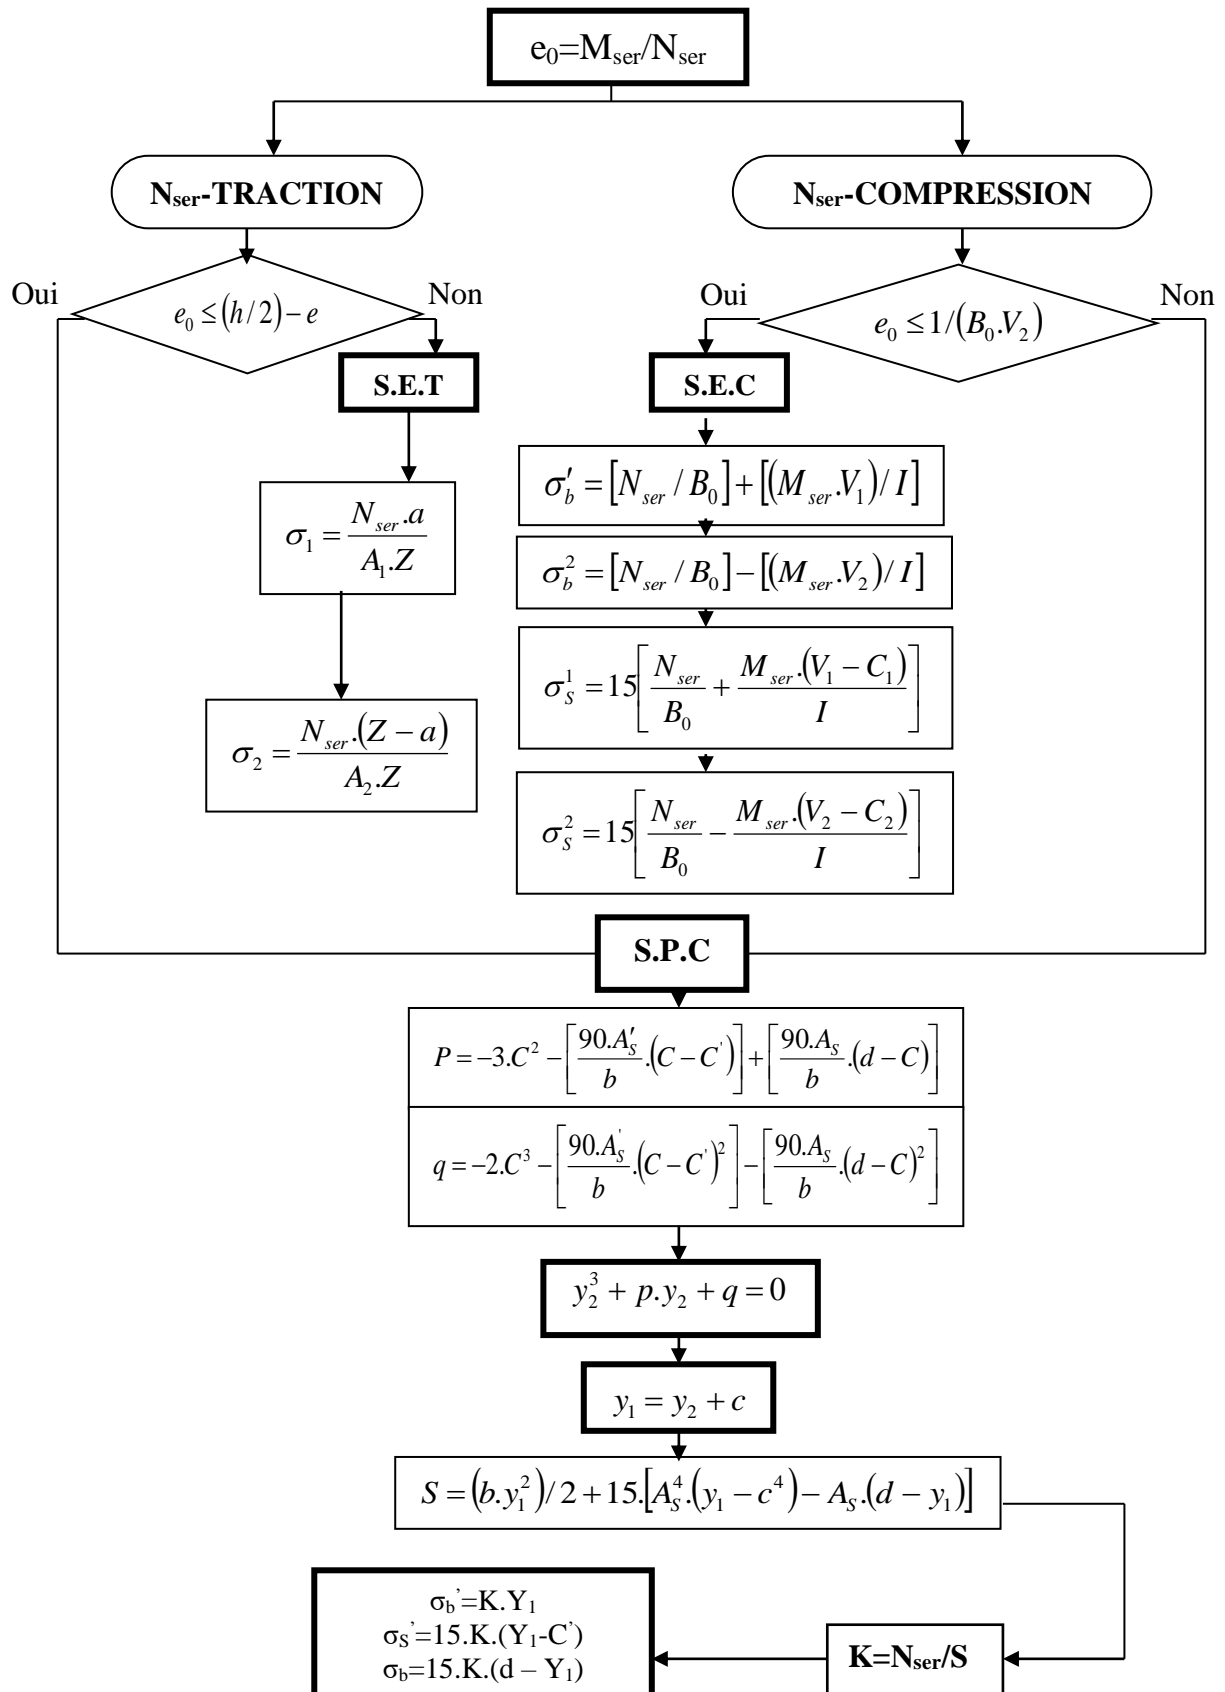 e₀=Mser/Nser
Nser-TRACTION
Nser-COMPRESSION
Oui
e₀ ≤ (h/2) − e
Non
Oui
e₀ ≤ 1/(B₀.V₂)
Non
S.E.T
S.E.C
σ₁ = Nser.a / A₁.Z
σ₂ = Nser.(Z − a) / A₂.Z
σ′b = [Nser / B₀] + [(Mser.V₁)/ I]
σ²b = [Nser / B₀] − [(Mser.V₂)/ I]
σ¹S = 15[Nser / B₀ + Mser.(V₁ − C₁) / I]
σ²S = 15[Nser / B₀ − Mser.(V₂ − C₂) / I]
S.P.C
P = −3.C² − [90.A′S / b .(C − C')] + [90.AS / b .(d − C)]
q = −2.C³ − [90.A'S / b .(C − C')²] − [90.AS / b .(d − C)²]
y₂³ + p.y₂ + q = 0
y₁ = y₂ + c
S = (b.y₁²)/2 + 15.[A⁴S.(y₁ − c⁴) − AS.(d − y₁)]
σb'=K.Y₁
σS'=15.K.(Y₁-C')
σb=15.K.(d – Y₁)
K=Nser/S